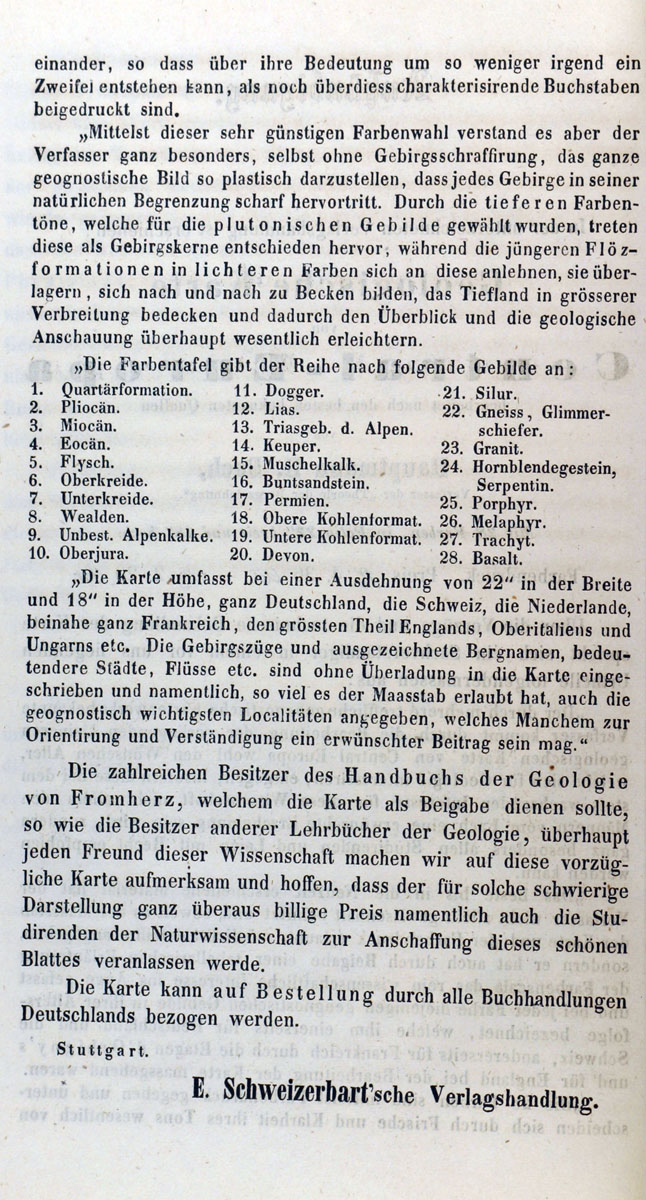 einander, so dass über ihre Bedeutung um so weniger irgend ein
Zweifel entstehen kann, als noch überdiess charakterisirende Buchstaben
beigedruckt sind.
„Mittelst dieser sehr günstigen Farbenwahl verstand es aber der
Verfasser ganz besonders, selbst ohne Gebirgsschraffirung, das ganze
geognostische Bild so plastisch darzustellen, dass jedes Gebirge in seiner
natürlichen Begrenzung scharf hervortritt. Durch die tieferen Farben-
töne, welche für die plutonischen Gebilde gewählt wurden, treten
diese als Gebirgskerne entschieden hervor, während die jüngeren Flöz-
formationen in lichteren Farben sich an diese anlehnen, sie über-
lagern, sich nach und nach zu Becken bilden, das Tiefland in grösserer
Verbreitung bedecken und dadurch den Überblick und die geologische
Anschauung überhaupt wesentlich erleichtern.
„Die Farbentafel gibt der Reihe nach folgende Gebilde an:
1. Quartärformation.
2. Pliocän.
3. Miocän.
4. Eocän.
5. Flysch.
6. Oberkreide.
7. Unterkreide.
8. Wealden.
9. Unbest. Alpenkalke.
10. Oberjura.
11. Dogger.
12. Lias.
13. Triasgeb. d. Alpen.
14. Keuper.
15. Muschelkalk.
16. Buntsandstein.
17. Permien.
18. Obere Kohlenformat.
19. Untere Kohlenformat.
20. Devon.
21. Silur.
22. Gneiss, Glimmer-
schiefer.
23. Granit.
24. Hornblendegestein,
Serpentin.
25. Porphyr.
26. Melaphyr.
27. Trachyt.
28. Basalt.
„Die Karte umfasst bei einer Ausdehnung von 22" in der Breite
und 18" in der Höhe, ganz Deutschland, die Schweiz, die Niederlande,
beinahe ganz Frankreich, den grössten Theil Englands, Oberitaliens und
Ungarns etc. Die Gebirgszüge und ausgezeichnete Bergnamen, bedeu-
tendere Städte, Flüsse etc. sind ohne Überladung in die Karte einge-
schrieben und namentlich, so viel es der Maasstab erlaubt hat, auch die
geognostisch wichtigsten Localitäten angegeben, welches Manchem zur
Orientirung und Verständigung ein erwünschter Beitrag sein mag.“
Die zahlreichen Besitzer des Handbuchs der Geologie
von Fromherz, welchem die Karte als Beigabe dienen sollte,
so wie die Besitzer anderer Lehrbücher der Geologie, überhaupt
jeden Freund dieser Wissenschaft machen wir auf diese vorzüg-
liche Karte aufmerksam und hoffen, dass der für solche schwierige
Darstellung ganz überaus billige Preis namentlich auch die Stu-
direnden der Naturwissenschaft zur Anschaffung dieses schönen
Blattes veranlassen werde.
Die Karte kann auf Bestellung durch alle Buchhandlungen
Deutschlands bezogen werden.
Stuttgart.
E. Schweizerbart'sche Verlagshandlung.